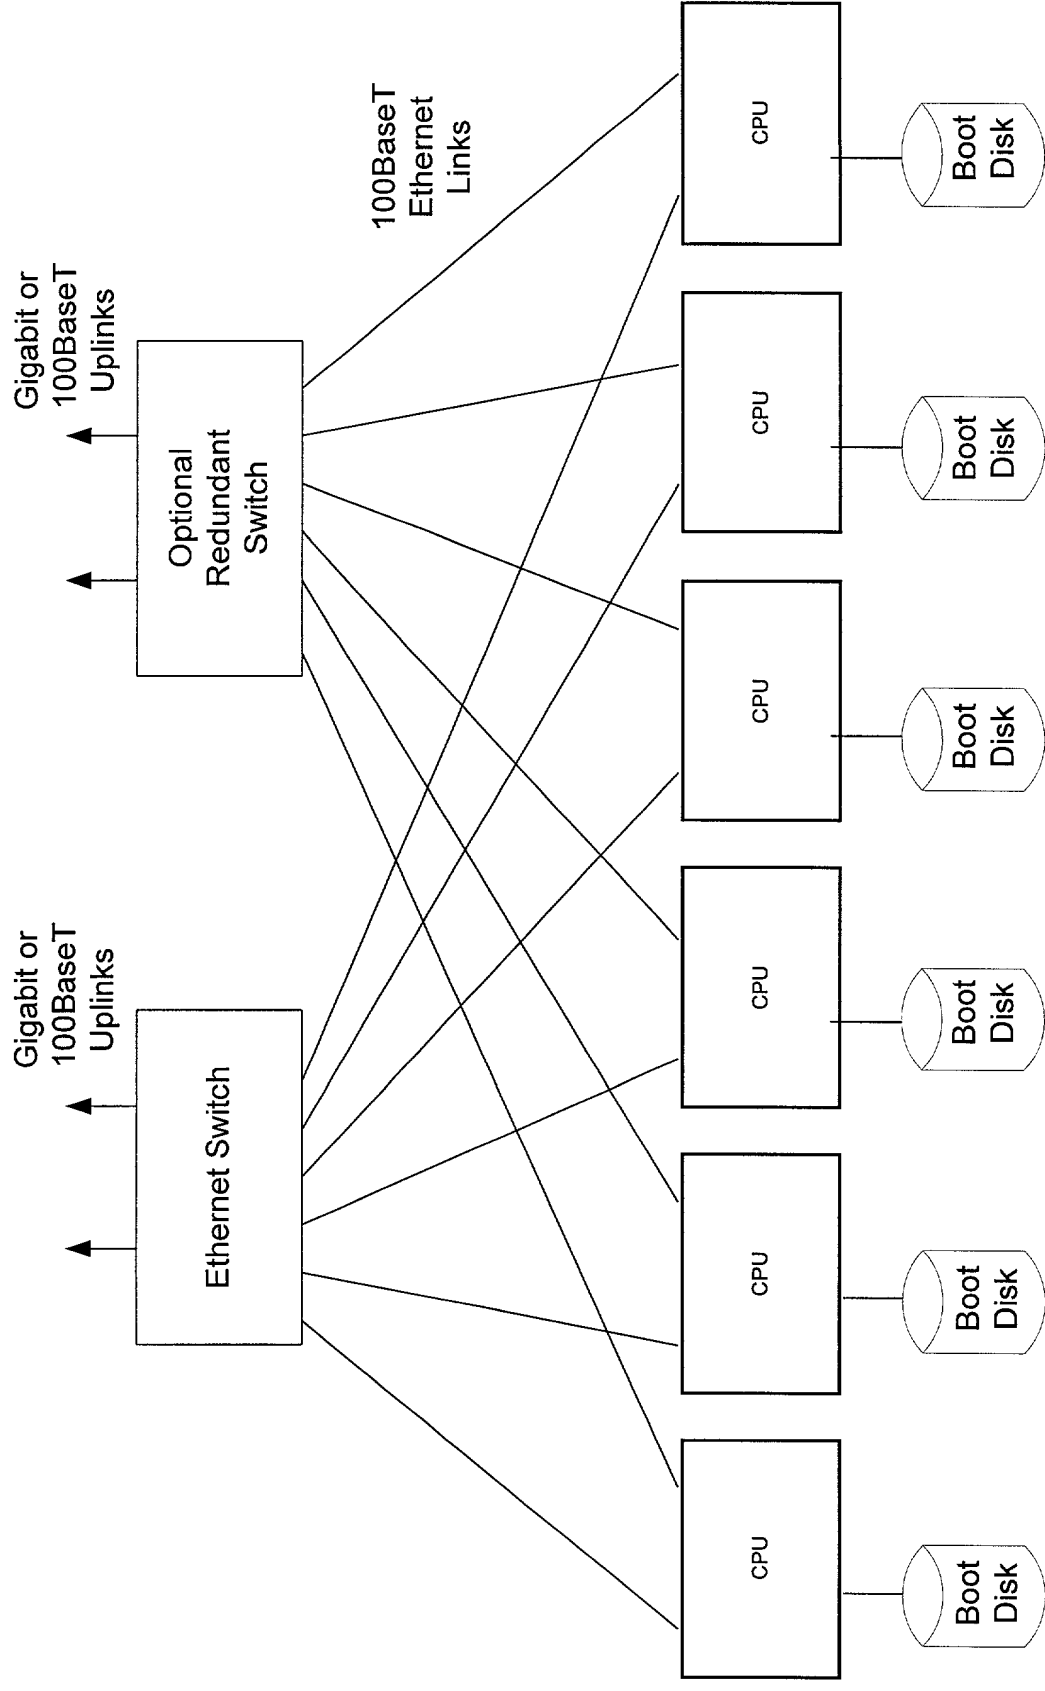 Gigabit or
100BaseT
Uplinks
Gigabit or
100BaseT
Uplinks
Ethernet Switch
Optional
Redundant
Switch
100BaseT
Ethernet
Links
CPU
CPU
CPU
CPU
CPU
CPU
Boot
Disk
Boot
Disk
Boot
Disk
Boot
Disk
Boot
Disk
Boot
Disk